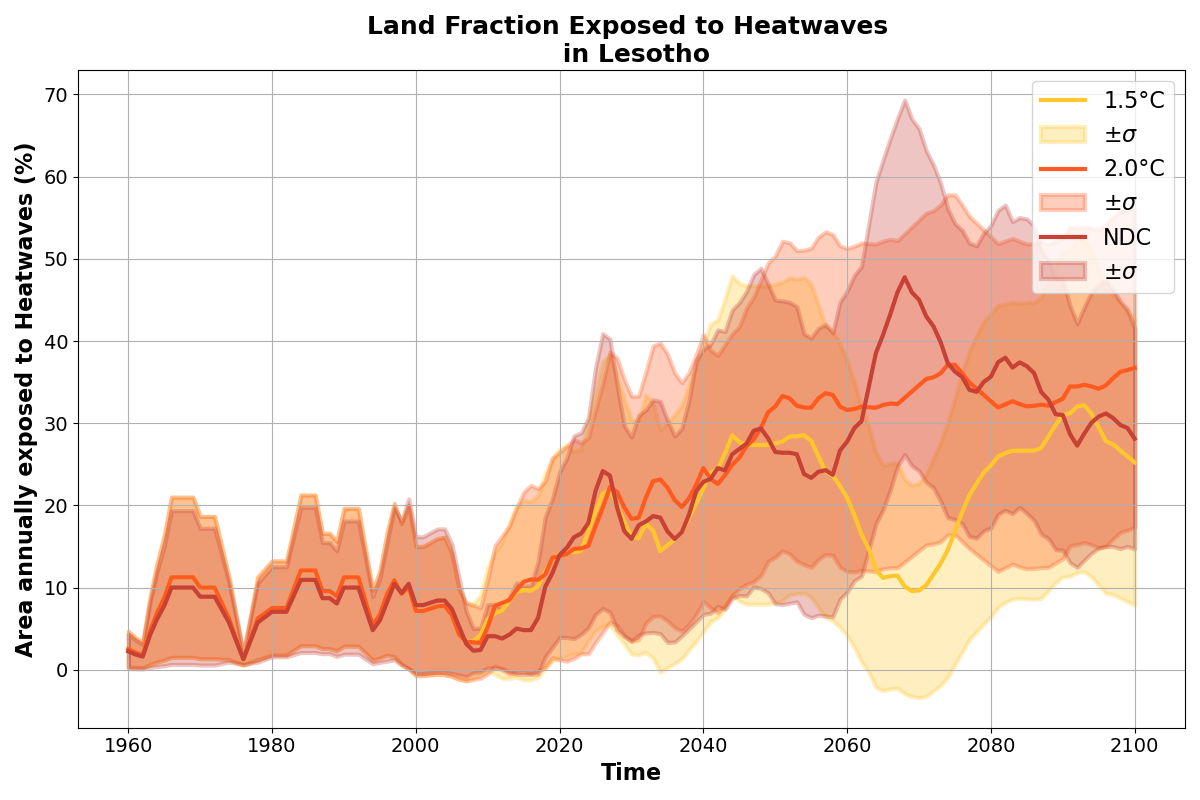 Land Fraction Exposed to Heatwaves
in Lesotho
Area annually exposed to Heatwaves (%)
70
60
50
40
30
20
10
0
1960 1980 2000 2020 2040 2060 2080 2100
Time
1.5°C
±σ
2.0°C
±σ
NDC
±σ